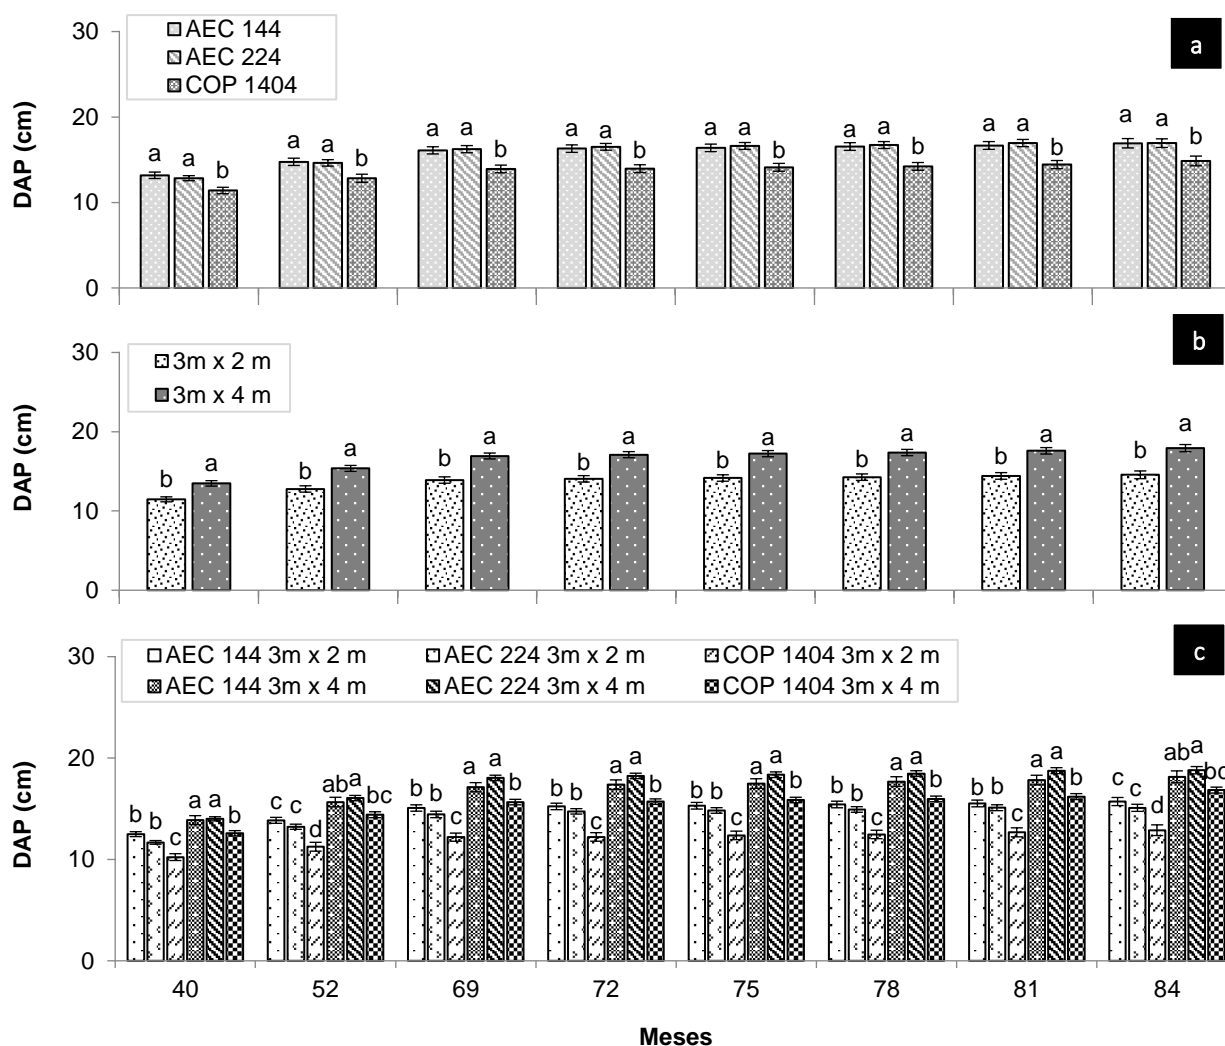 30
AEC 144
AEC 224
COP 1404
a
DAP (cm)
20
10
0
a a b a a b a a b a a b a a b a a b a a b a a b
30
3m x 2 m
3m x 4 m
b
DAP (cm)
20
10
0
b a b a b a b a b a b a b a b a
30
AEC 144 3m x 2 m AEC 224 3m x 2 m COP 1404 3m x 2 m
AEC 144 3m x 4 m AEC 224 3m x 4 m COP 1404 3m x 4 m
c
DAP (cm)
20
10
0
b b c a a b c c d ab a bc b b c a a b b b c a a b b b c a a b b b c a a b b b c a a b c c d ab a bc
40 52 69 72 75 78 81 84
Meses